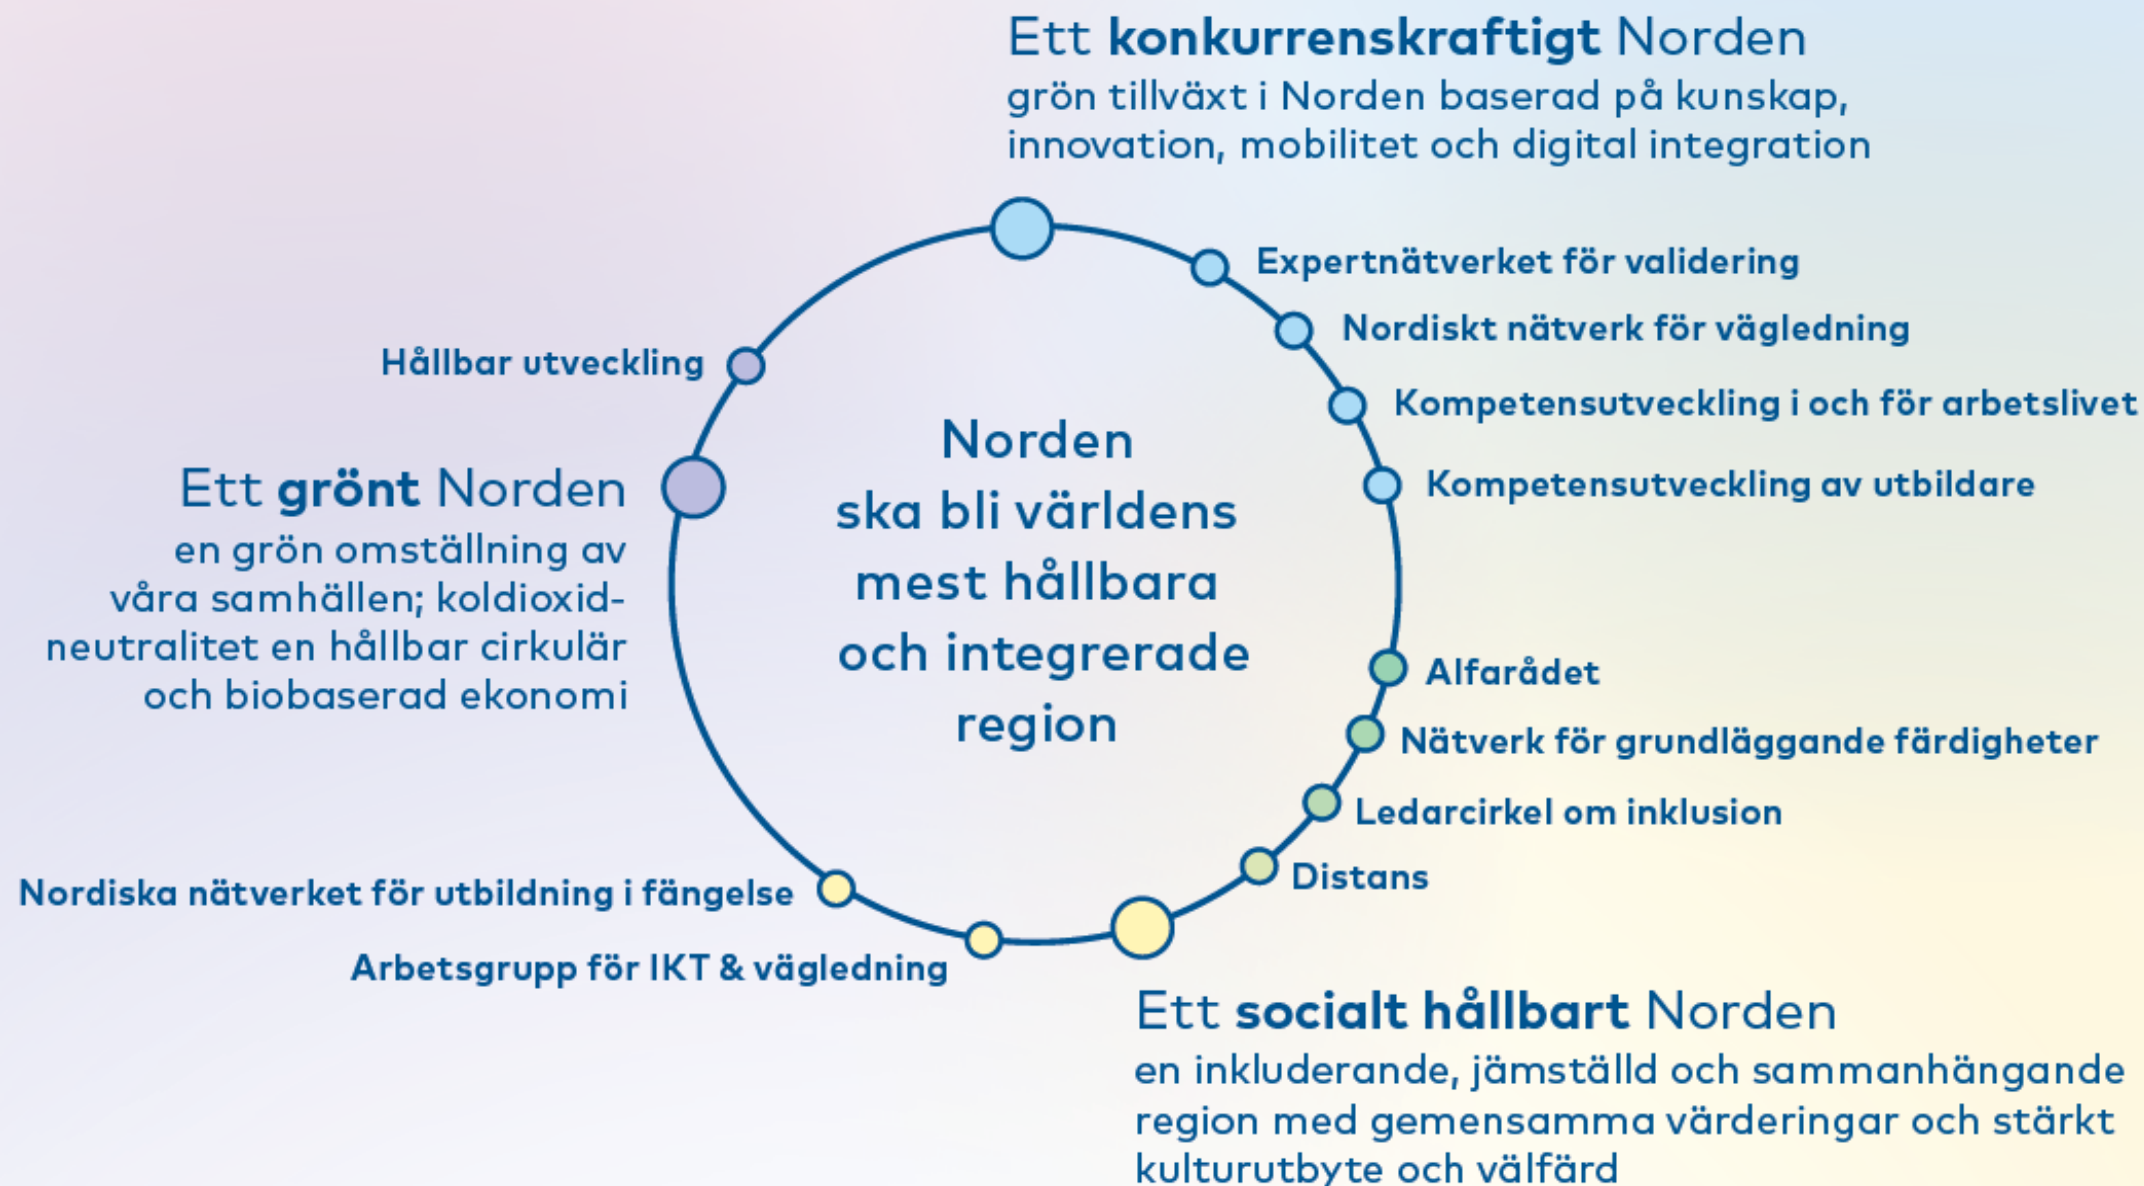 Ett konkurrenskraftigt Norden
grön tillväxt i Norden baserad på kunskap,
innovation, mobilitet och digital integration
Expertnätverket för validering
Nordiskt nätverk för vägledning
Kompetensutveckling i och för arbetslivet
Kompetensutveckling av utbildare
Hållbar utveckling
Ett grönt Norden
en grön omställning av
våra samhällen; koldioxid-
neutralitet en hållbar cirkulär
och biobaserad ekonomi
Norden
ska bli världens
mest hållbara
och integrerade
region
Alfarådet
Nätverk för grundläggande färdigheter
Ledarcirkel om inklusion
Distans
Nordiska nätverket för utbildning i fängelse
Arbetsgrupp för IKT & vägledning
Ett socialt hållbart Norden
en inkluderande, jämställd och sammanhängande
region med gemensamma värderingar och stärkt
kulturutbyte och välfärd